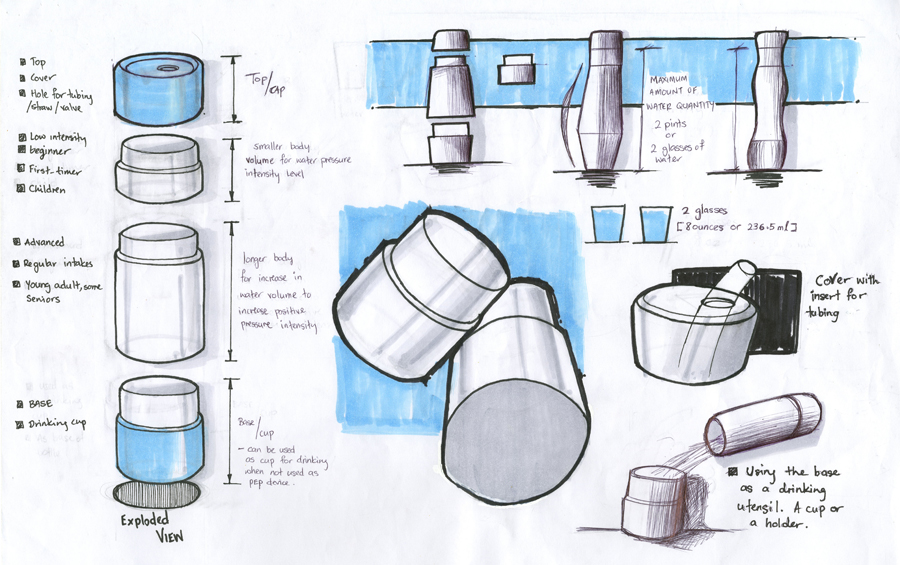 Top
Cover
Hole for tubing
/straw/valve
Low intensity
beginner
First-timer
Children
Advanced
Regular intakes
Young adult, some
seniors
BASE
Drinking cup
Exploded
VIEW
Top/cap
smaller body
volume for water pressure
intensity level
longer body
for increase in
water volume to
increase positive
pressure intensity
Base/
cup
- can be used
as cup for drinking
when not used as
pep device.
MAXIMUM
AMOUNT OF
WATER QUANTITY
2 pints
or
2 glasses of
water
2 glasses
[8ounces or 236.5ml]
Cover with
insert for
tubing
Using the base
as a drinking
utensil. A cup or
a holder.